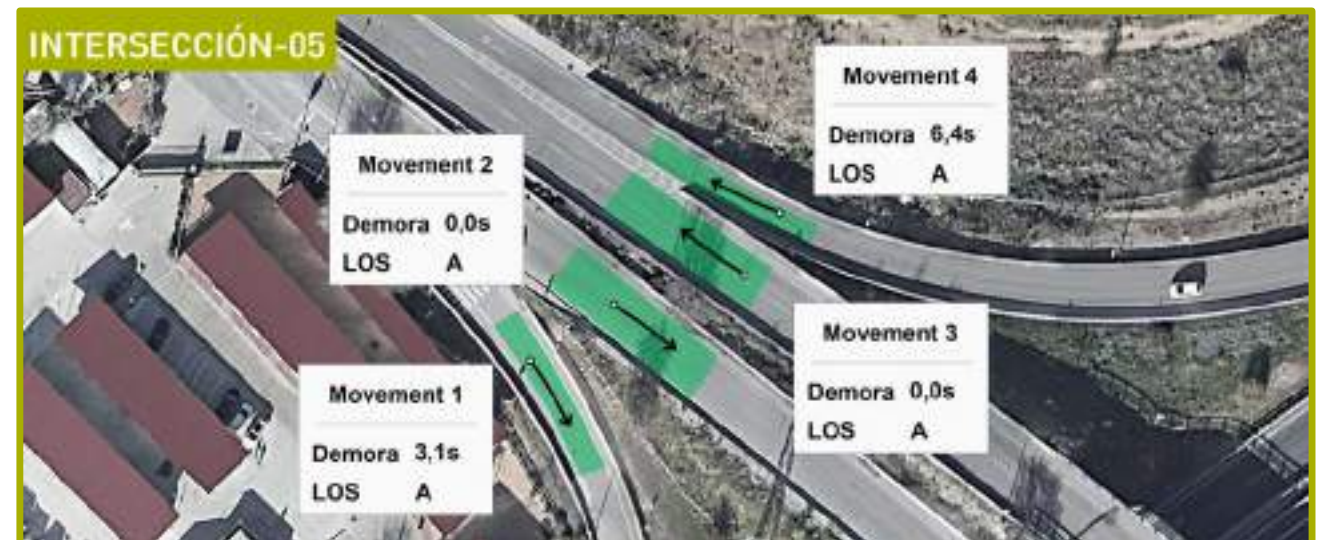 INTERSECCIÓN-05
Movement 4
Demora 6,4s
LOS A
Movement 2
Demora 0,0s
LOS A
Movement 3
Demora 0,0s
LOS A
Movement 1
Demora 3,1s
LOS A